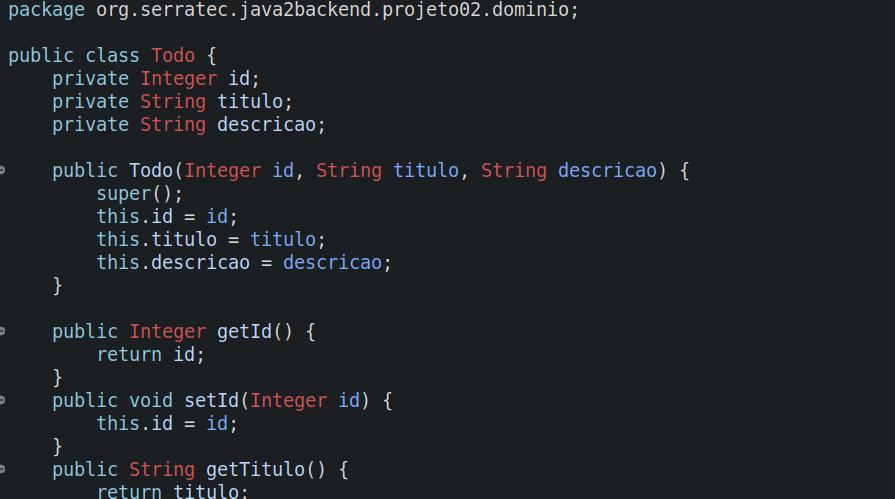 package org.serratec.java2backend.projeto02.dominio;
public class Todo {
private Integer id;
private String titulo;
private String descricao;
public Todo(Integer id, String titulo, String descricao) {
super();
this.id = id;
this.titulo = titulo;
this.descricao = descricao;
}
public Integer getId() {
return id;
}
public void setId(Integer id) {
this.id = id;
}
public String getTitulo() {
return titulo;